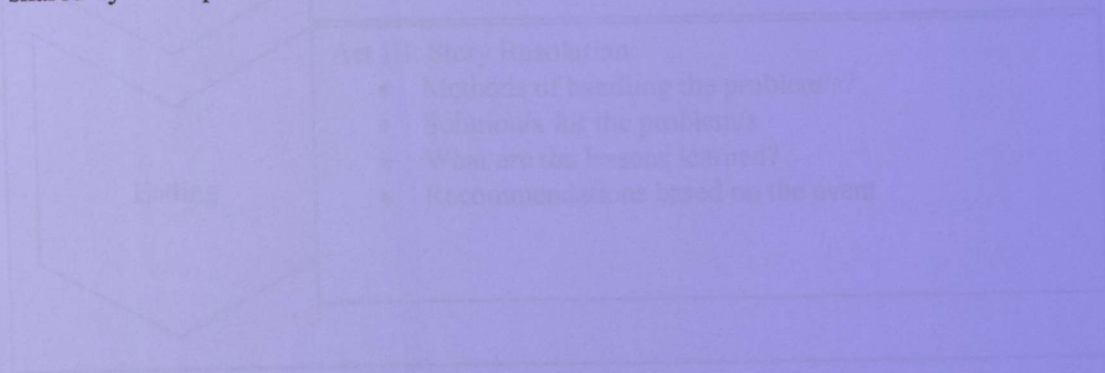 Act III: Story Resolution
Methods of handling the problem/s?
Solution/s for the problem/s
What are the lessons learned?
Ending
Recommendations based on the event